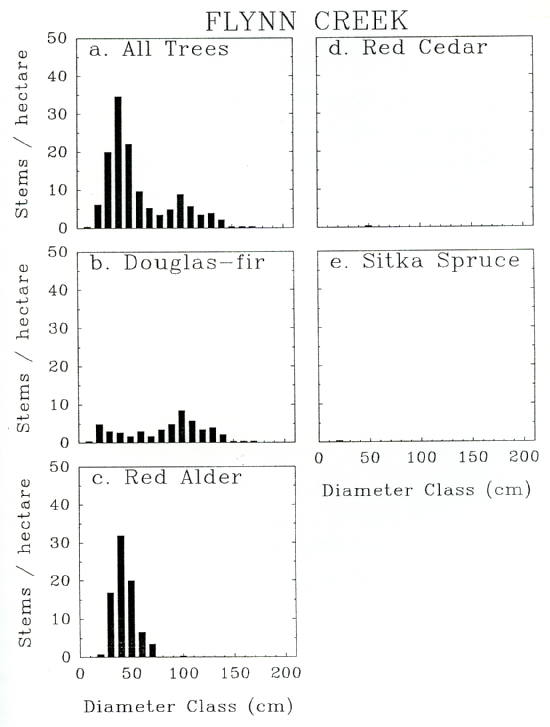 FLYNN CREEK
a. All Trees
50
40
30
20
10
0
Stems / hectare
d. Red Cedar
b. Douglas-fir
50
40
30
20
10
0
Stems / hectare
e. Sitka Spruce
0 50 100 150 200
Diameter Class (cm)
c. Red Alder
50
40
30
20
10
0
Stems / hectare
0 50 100 150 200
Diameter Class (cm)